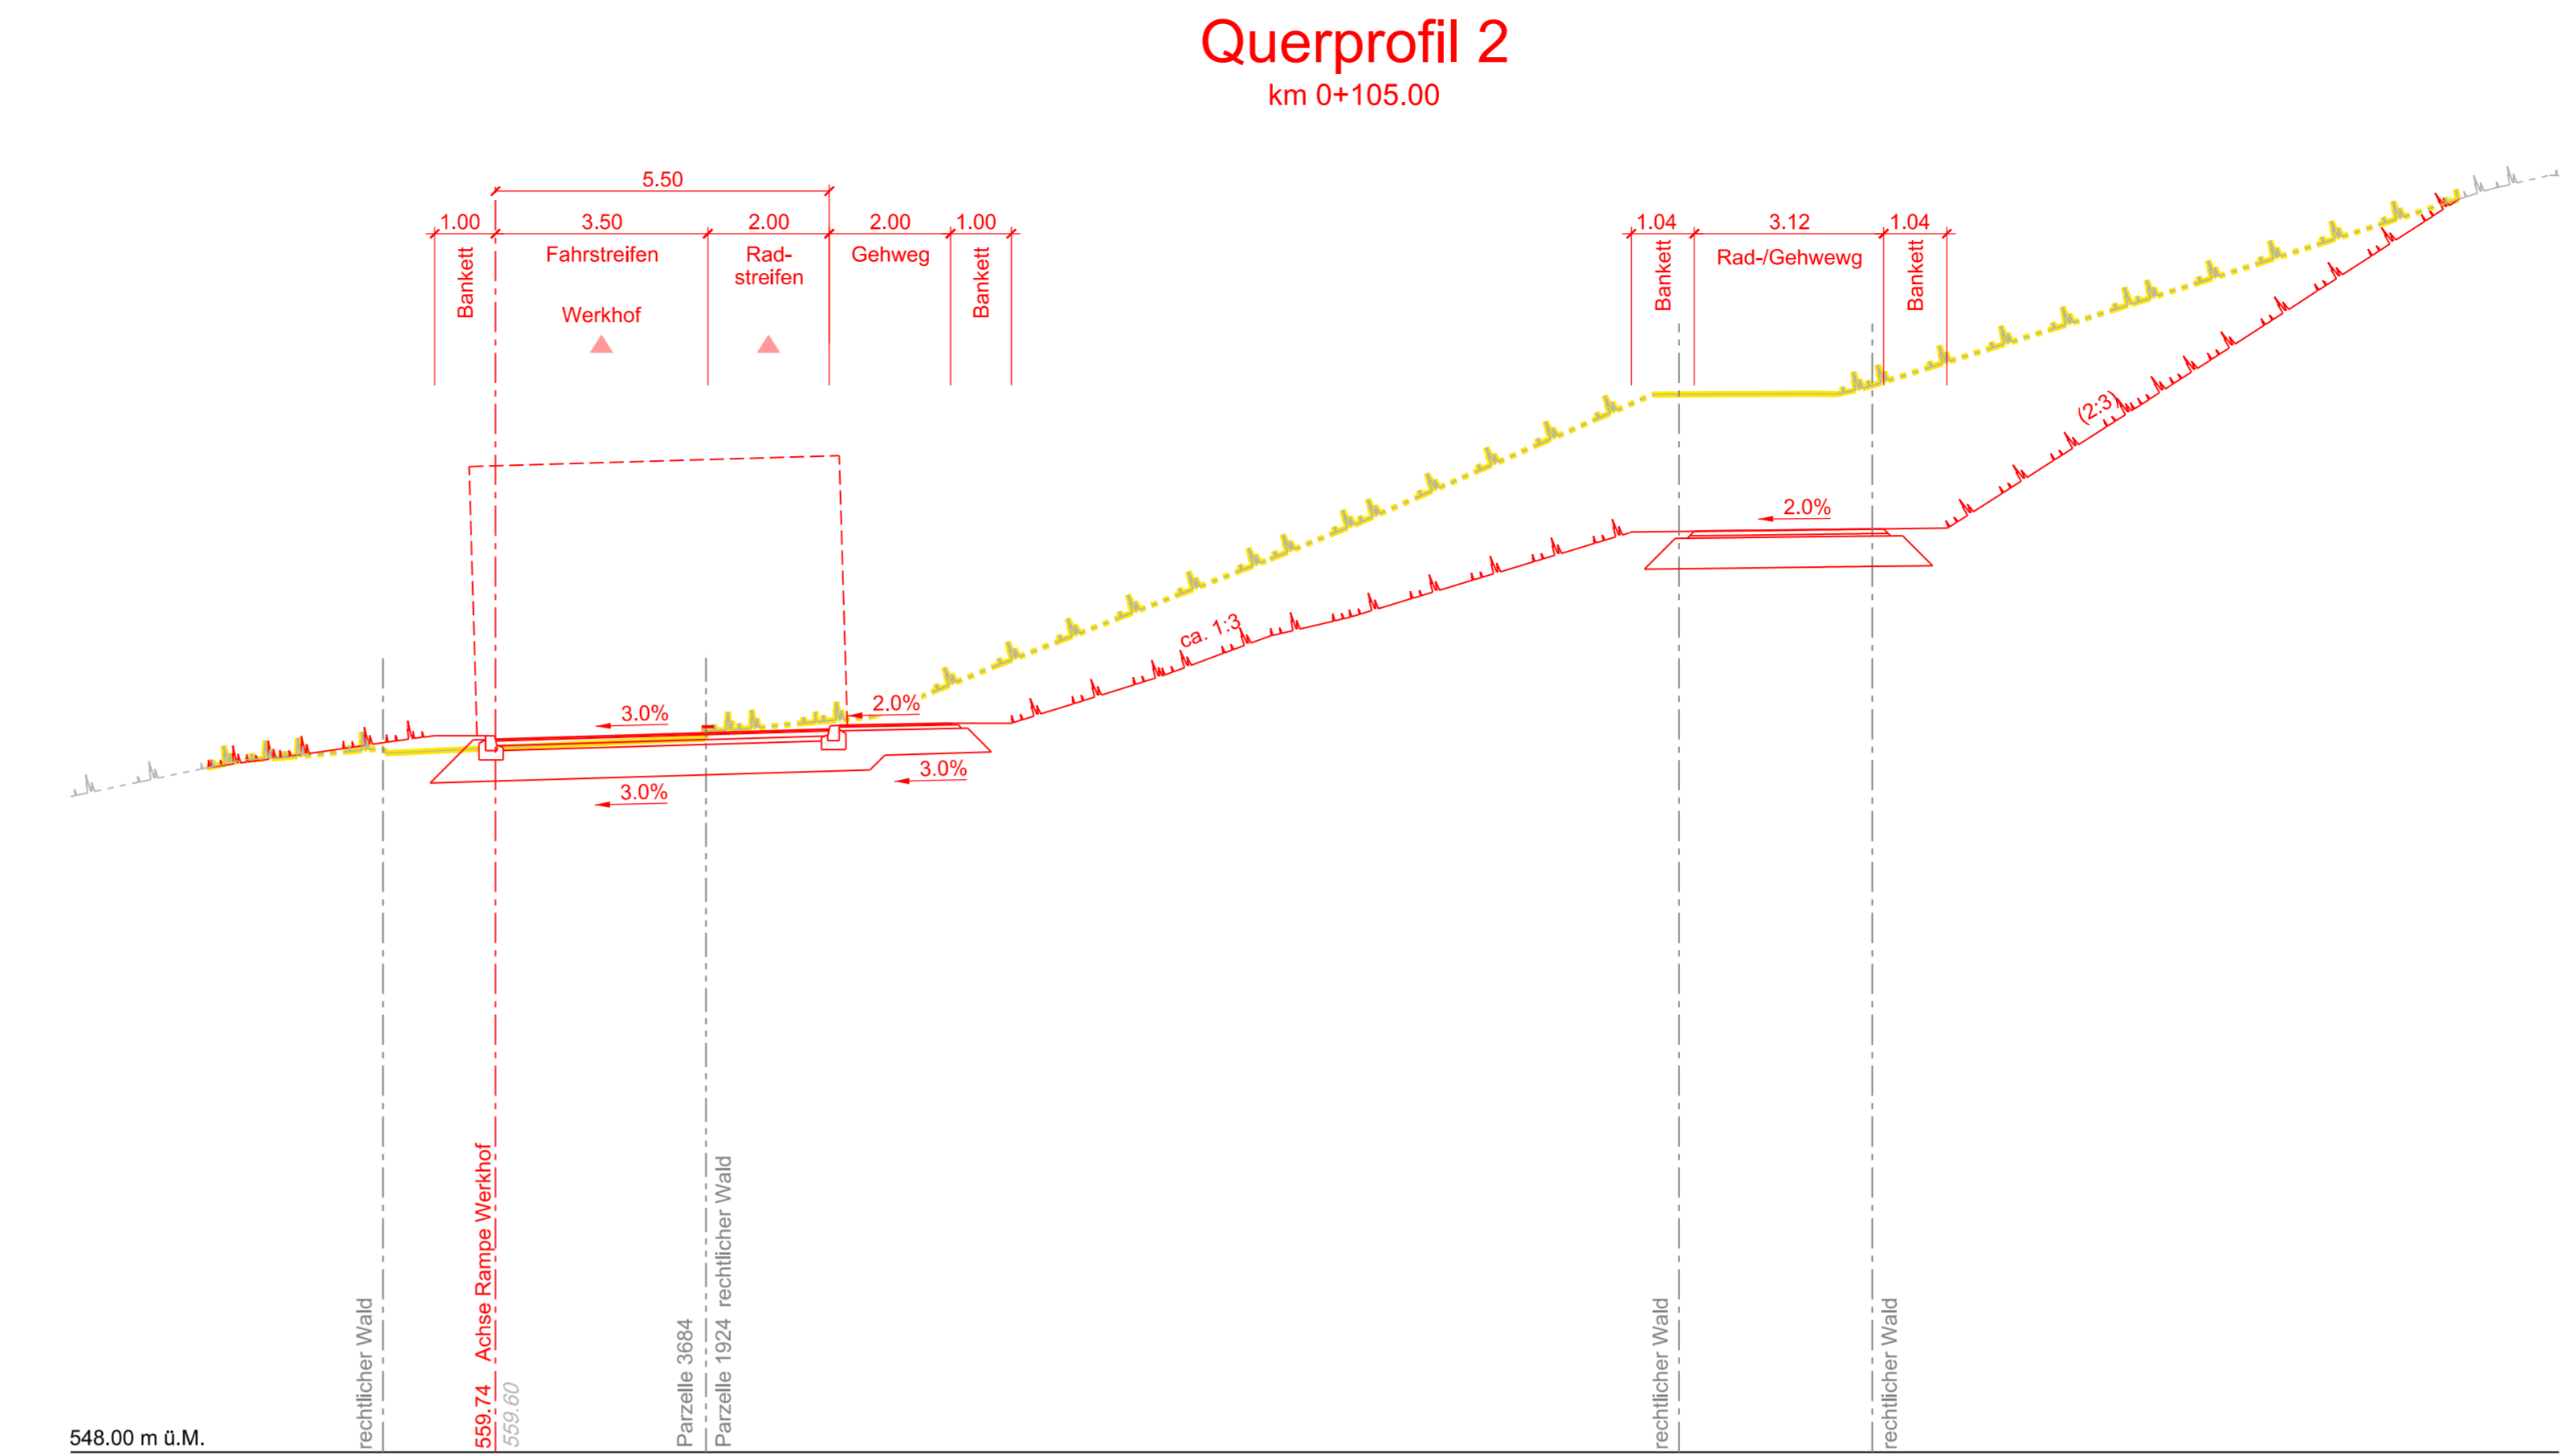 Querprofil 2
km 0+105.00
5.50
1.00
3.50
2.00
2.00
1.00
Bankett
Fahrstreifen
Rad-
streifen
Gehweg
Bankett
Werkhof
1.04
3.12
1.04
Bankett
Rad-/Gehwewg
Bankett
(2:3)
2.0%
ca. 1:3
3.0%
2.0%
3.0%
3.0%
rechtlicher Wald
559.74 Achse Rampe Werkhof
559.60
Parzelle 3684
Parzelle 1924 rechtlicher Wald
rechtlicher Wald
rechtlicher Wald
548.00 m ü.M.